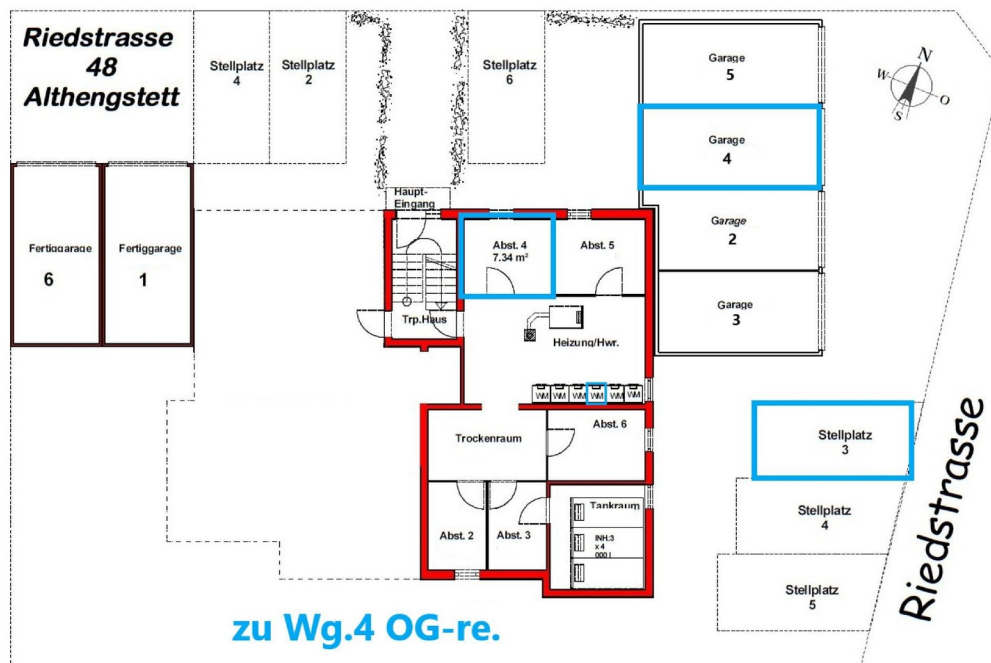 Riedstrasse
48
Althengstett
Stellplatz
4
Stellplatz
2
Stellplatz
6
Garage
5
N
W
O
S
Garage
4
Garage
2
Garage
3
Fertiggarage
6
Fertiggarage
1
Haupt-
Eingang
Abst. 4
7.34 m²
Abst. 5
Trp.Haus
Heizung/Hwr.
WM WM WM WM WM WM
Trockenraum
Abst. 6
Abst. 2
Abst. 3
Tankraum
INH:3
x 4
000 l
Stellplatz
3
Stellplatz
4
Stellplatz
5
Riedstrasse
zu Wg.4 OG-re.